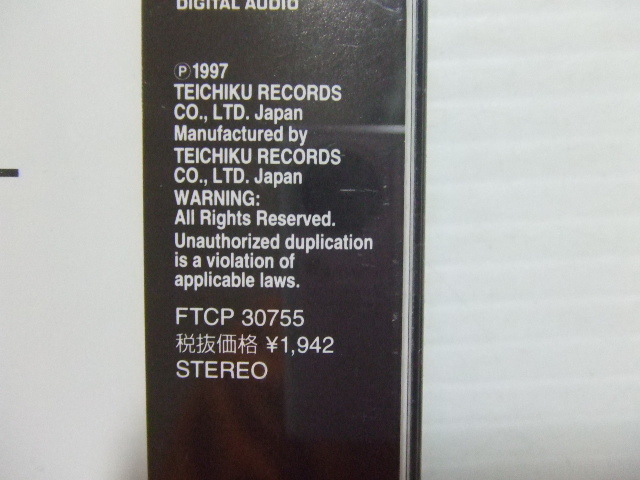 DIGITAL AUDIO
Ⓟ1997
TEICHIKU RECORDS
CO., LTD. Japan
Manufactured by
TEICHIKU RECORDS
CO., LTD. Japan
WARNING:
All Rights Reserved.
Unauthorized duplication
is a violation of
applicable laws.
FTCP 30755
税抜価格 ¥1,942
STEREO